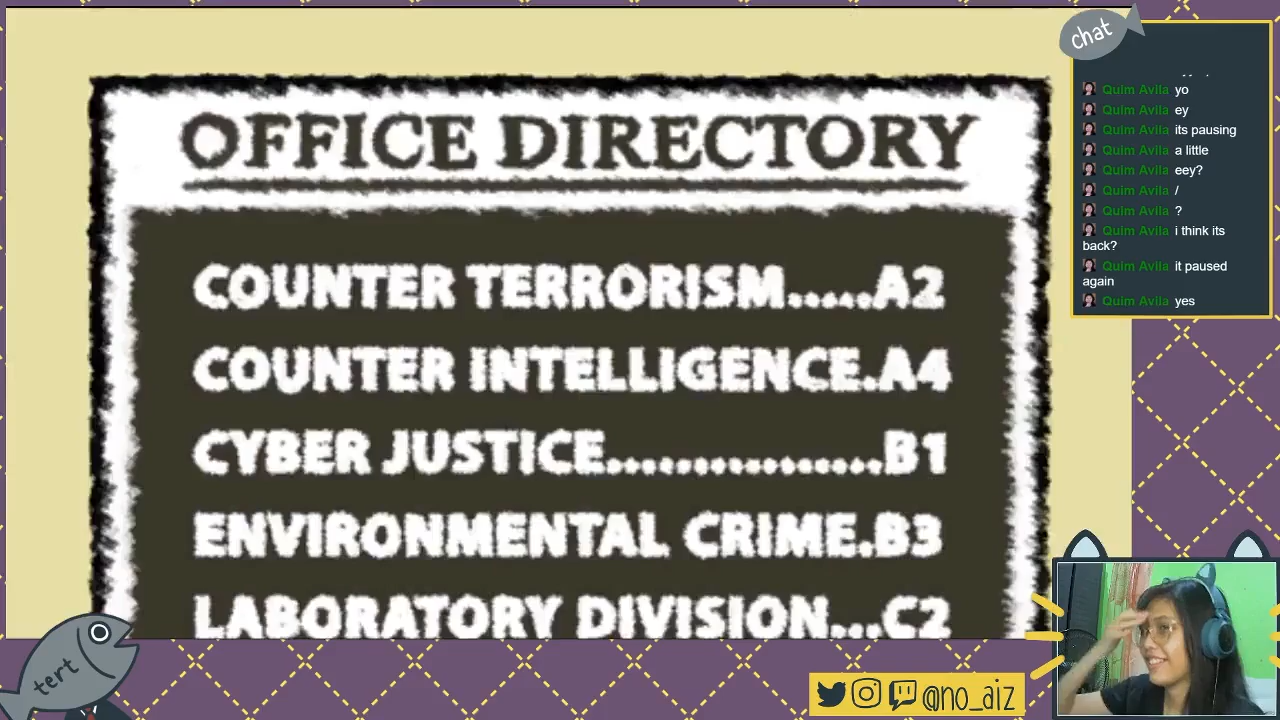 OFFICE DIRECTORY
COUNTER TERRORISM.....A2
COUNTER INTELLIGENCE.A4
CYBER JUSTICE................B1
ENVIRONMENTAL CRIME.B3
LABORATORY DIVISION...C2
chat
Quim Avila yo
Quim Avila ey
Quim Avila its pausing
Quim Avila a little
Quim Avila eey?
Quim Avila /
Quim Avila ?
Quim Avila i think its
back?
Quim Avila it paused
again
Quim Avila yes
tert
@no_aiz